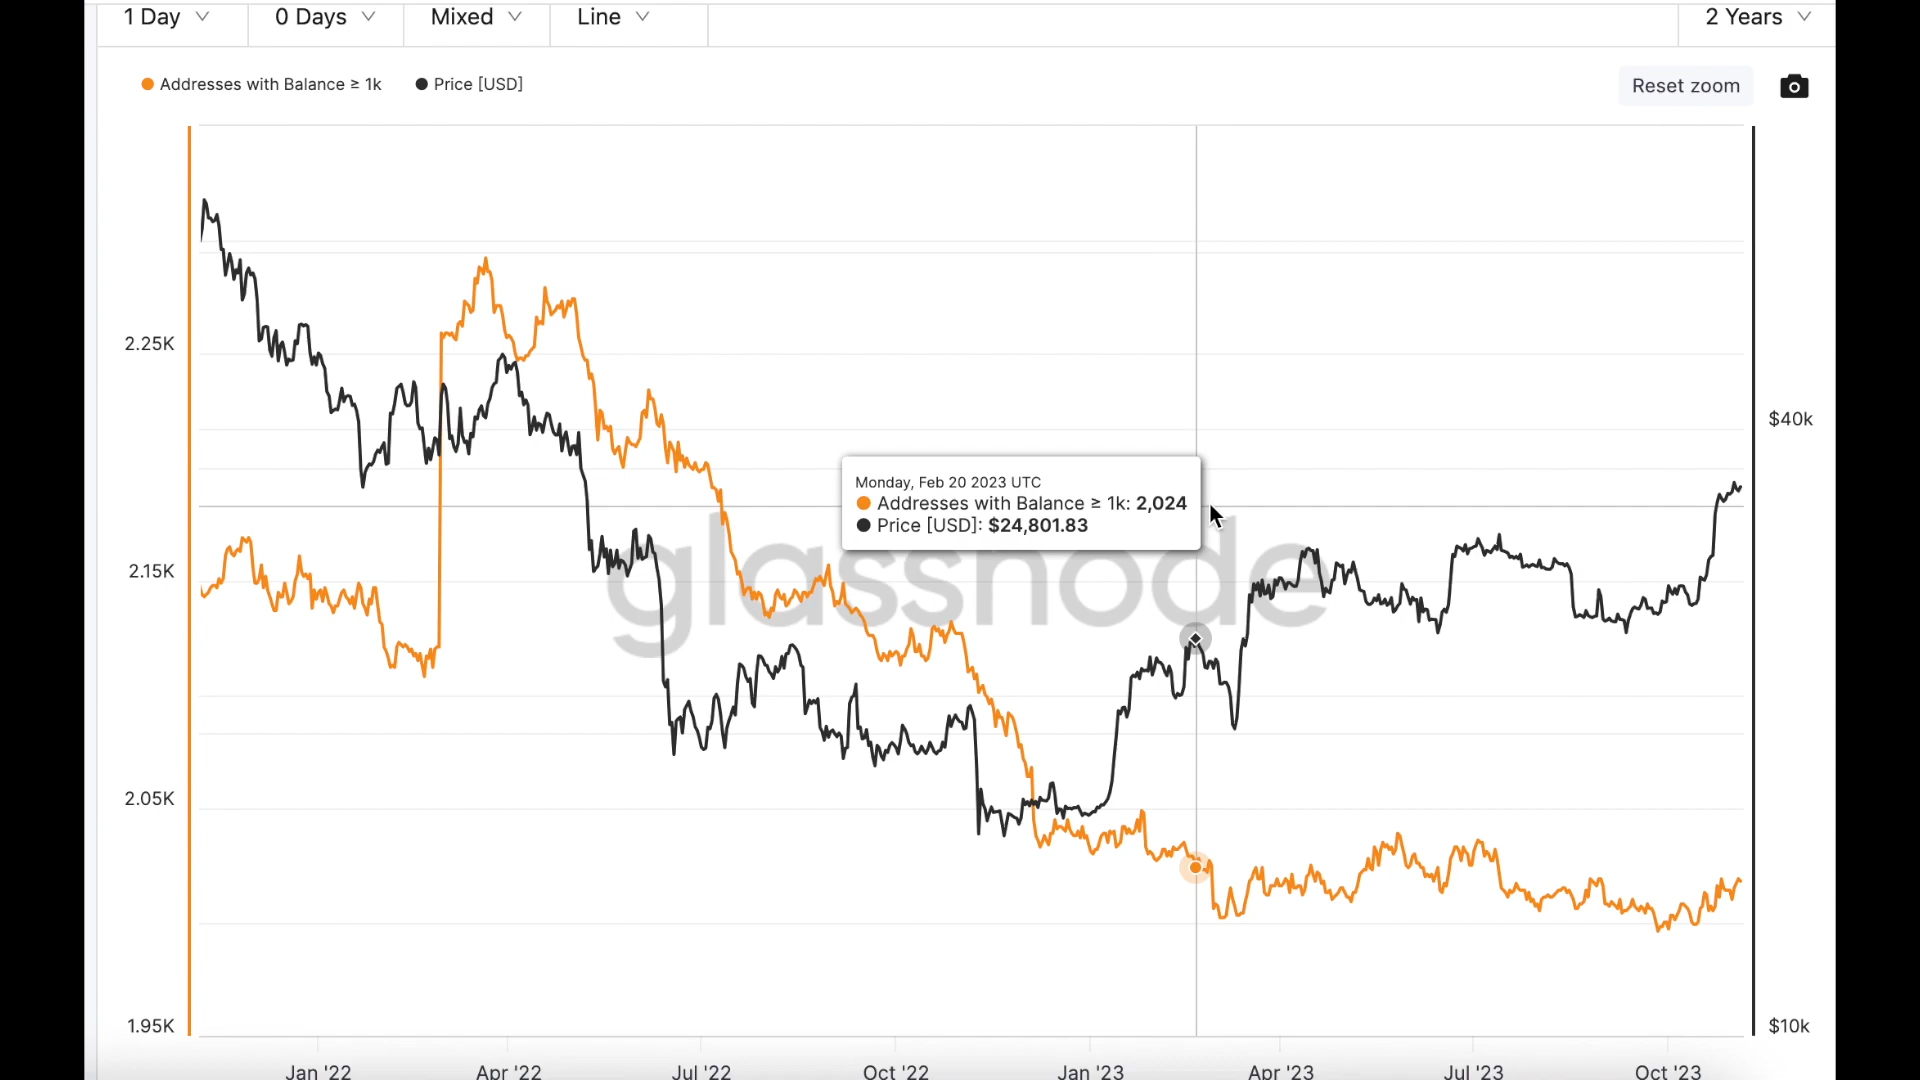 1 Day
0 Days
Mixed
Line
2 Years
Addresses with Balance ≥ 1k
Price [USD]
Reset zoom
2.25K
$40k
Monday, Feb 20 2023 UTC
Addresses with Balance ≥ 1k: 2,024
Price [USD]: $24,801.83
glassnode
2.15K
2.05K
1.95K
$10k
Jan '22
Apr '22
Jul '22
Oct '22
Jan '23
Apr '23
Jul '23
Oct '23